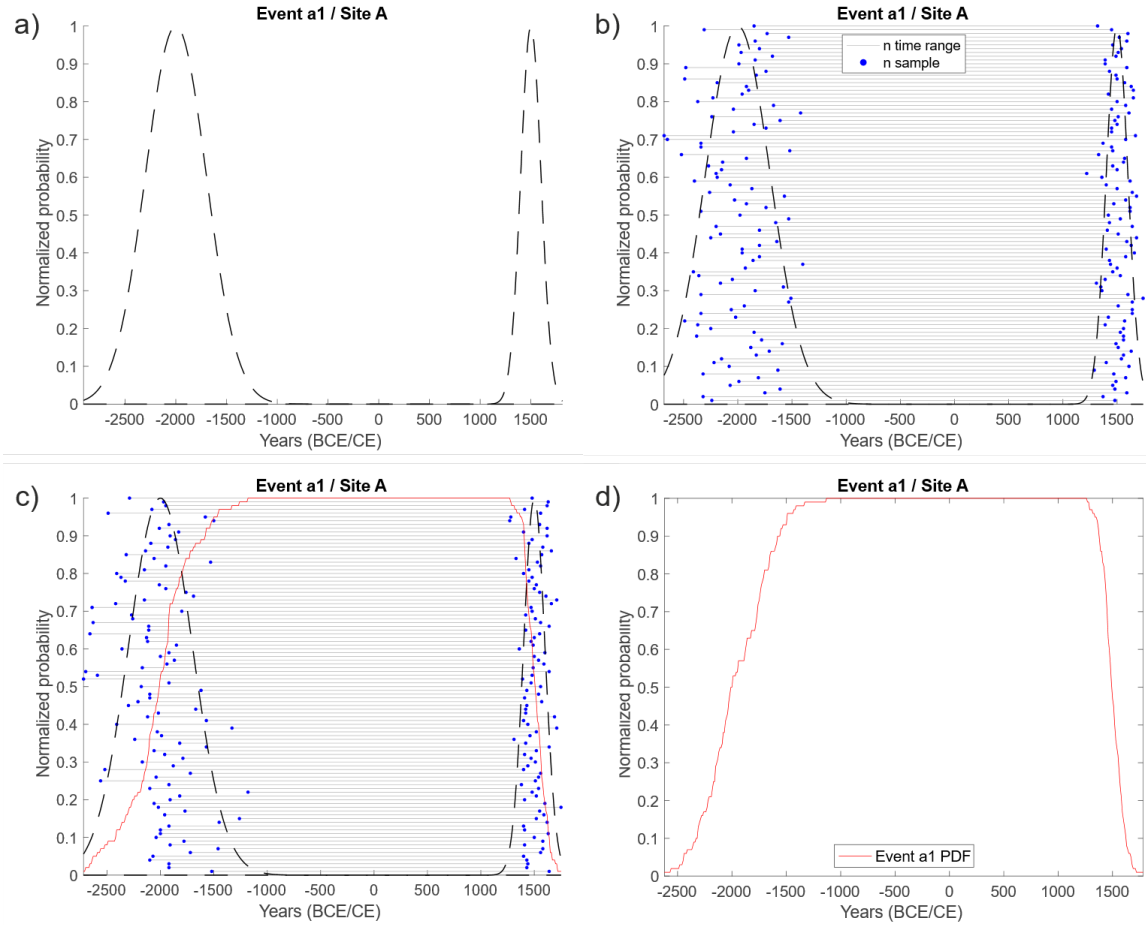 a)
Event a1 / Site A
Normalized probability
1
0.9
0.8
0.7
0.6
0.5
0.4
0.3
0.2
0.1
0
-2500 -2000 -1500 -1000 -500 0 500 1000 1500
Years (BCE/CE)
b)
Event a1 / Site A
n time range
n sample
Normalized probability
1
0.9
0.8
0.7
0.6
0.5
0.4
0.3
0.2
0.1
0
-2500 -2000 -1500 -1000 -500 0 500 1000 1500
Years (BCE/CE)
c)
Event a1 / Site A
Normalized probability
1
0.9
0.8
0.7
0.6
0.5
0.4
0.3
0.2
0.1
0
-2500 -2000 -1500 -1000 -500 0 500 1000 1500
Years (BCE/CE)
d)
Event a1 / Site A
Normalized probability
1
0.9
0.8
0.7
0.6
0.5
0.4
0.3
0.2
0.1
0
Event a1 PDF
-2500 -2000 -1500 -1000 -500 0 500 1000 1500
Years (BCE/CE)